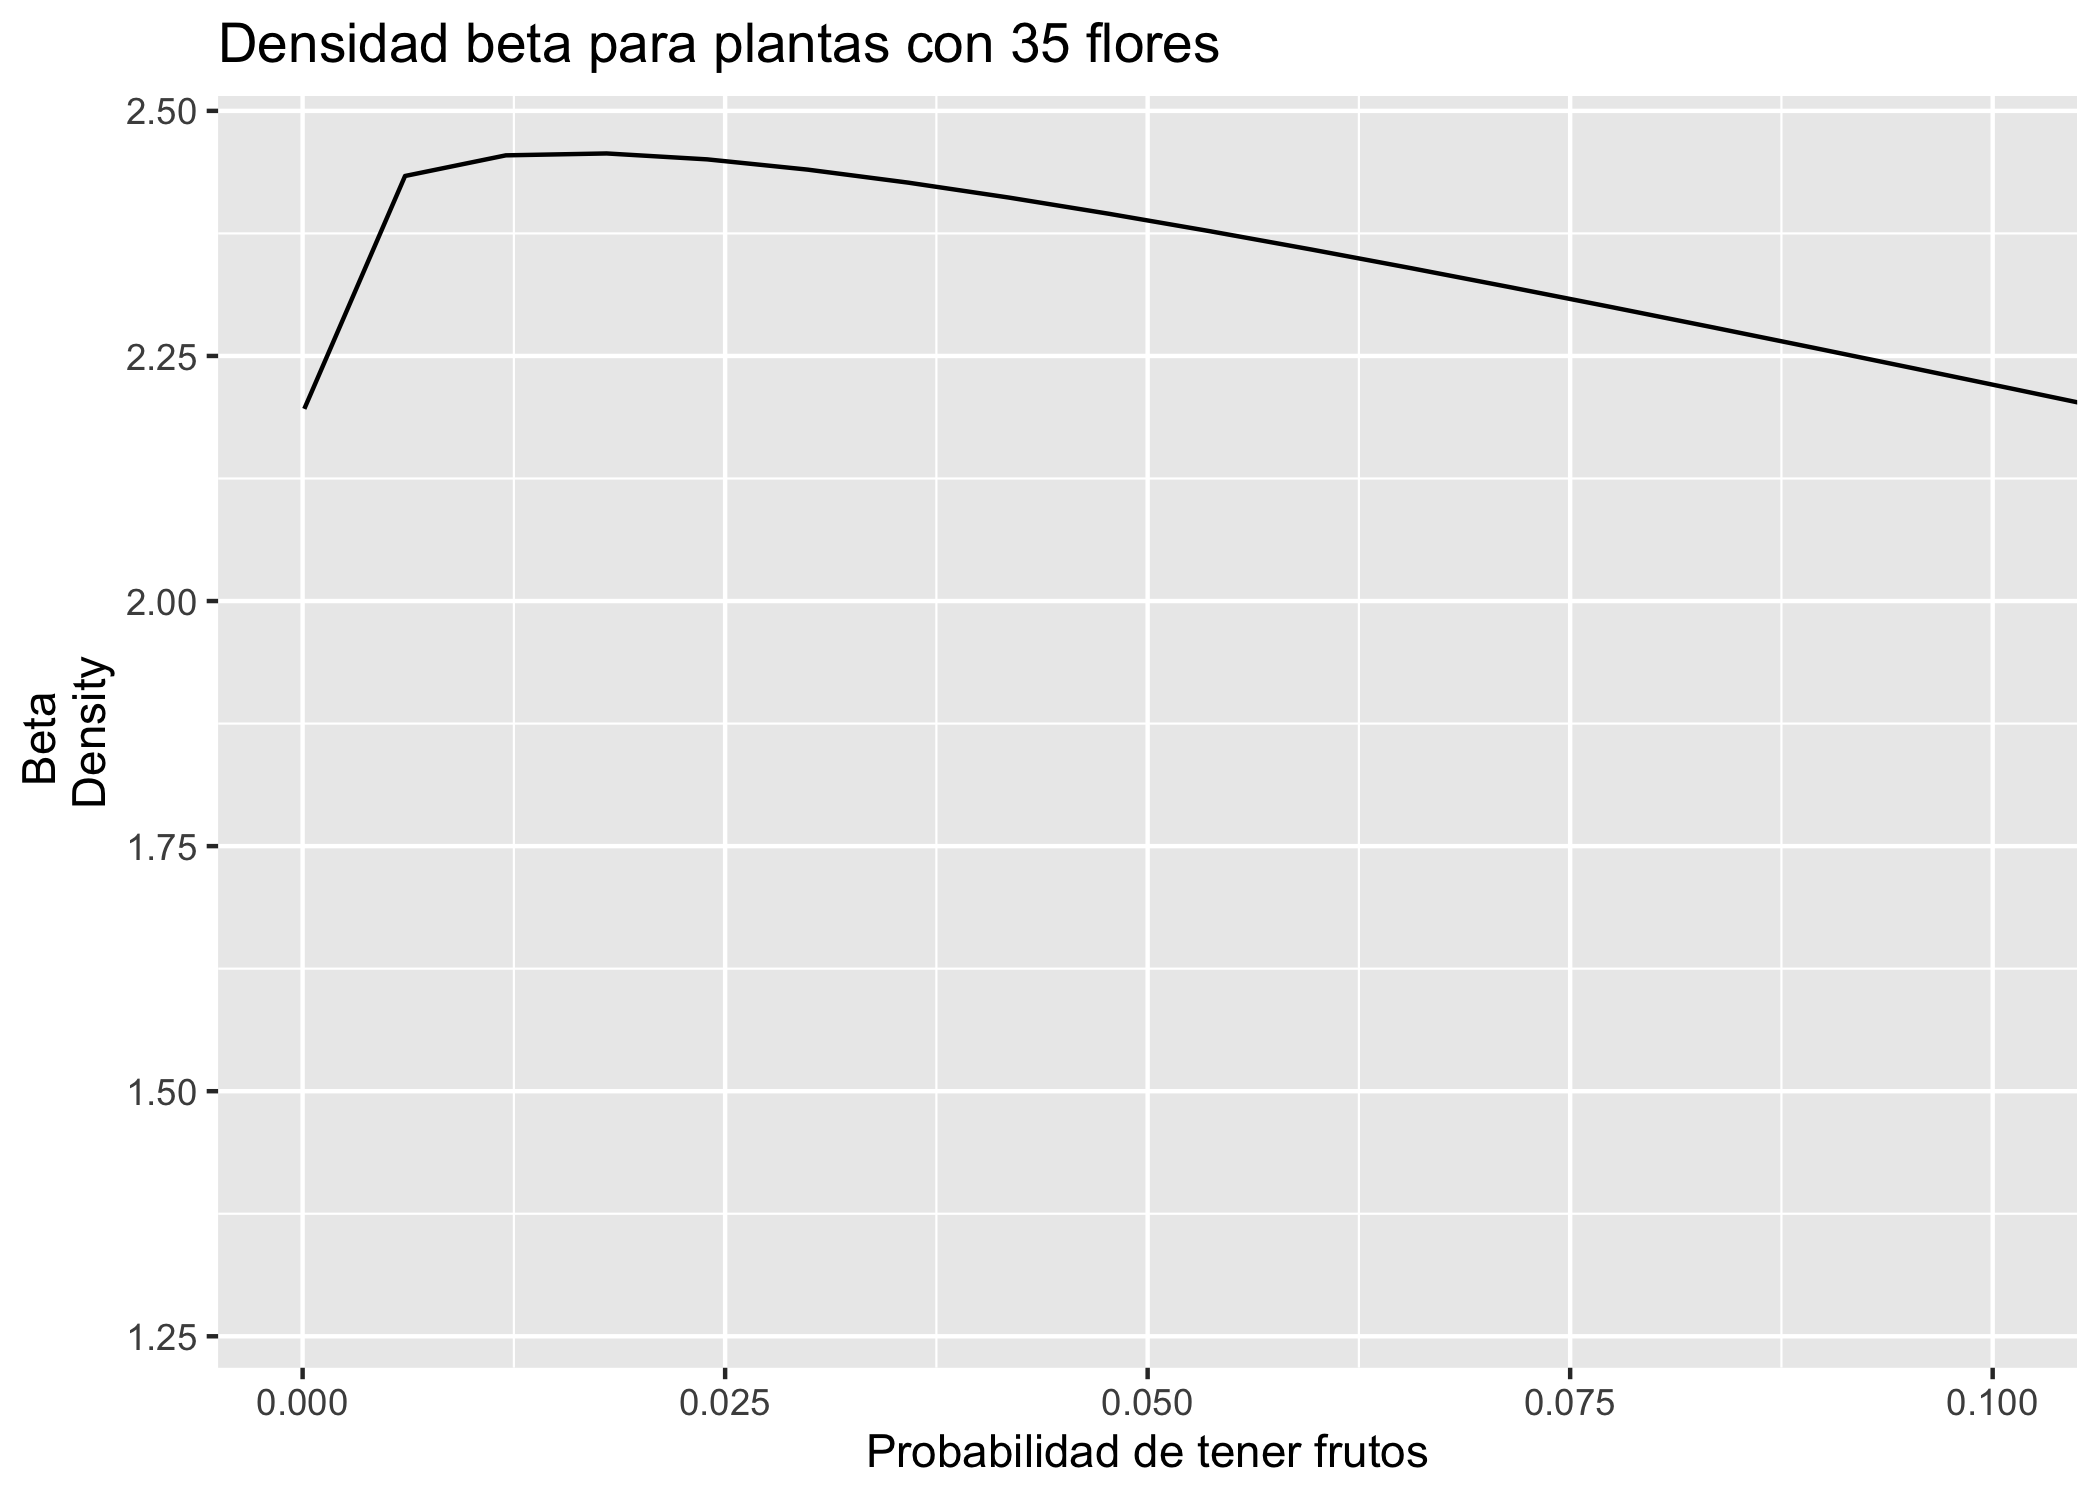 Densidad beta para plantas con 35 flores
2.50
2.25
2.00
1.75
1.50
1.25
Beta
Density
0.000 0.025 0.050 0.075 0.100
Probabilidad de tener frutos